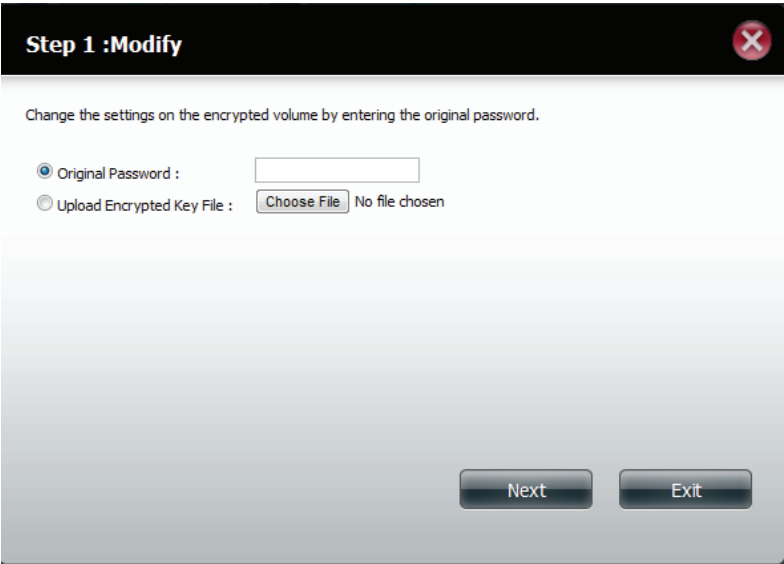 Step 1 :Modify
Change the settings on the encrypted volume by entering the original password.
Original Password :
Upload Encrypted Key File : Choose File No file chosen
Next Exit